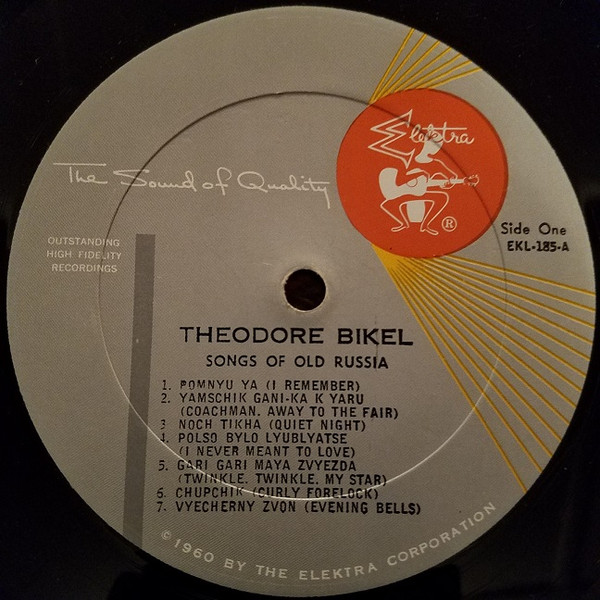 Elektra
®
The Sound of Quality
Side One
EKL-185-A
OUTSTANDING
HIGH FIDELITY
RECORDINGS
THEODORE BIKEL
SONGS OF OLD RUSSIA
1. POMNYU YA (I REMEMBER)
2. YAMSCHIK GANI-KA K YARU
(COACHMAN, AWAY TO THE FAIR)
3 NOCH TIKHA (QUIET NIGHT)
4. POLSO BYLO LYUBLYATSE
(I NEVER MEANT TO LOVE)
5. GARI GARI MAYA ZVYEZDA
(TWINKLE, TWINKLE, MY STAR)
6. CHUPCHIK (CURLY FORELOCK)
7. VYECHERNY ZVON (EVENING BELLS)
©1960 BY THE ELEKTRA CORPORATION